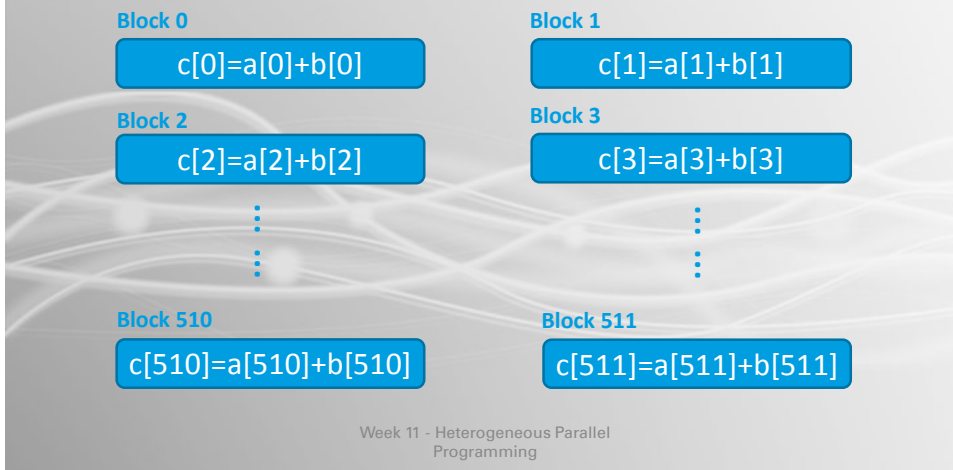 Block 0
Block 1
c[0]=a[0]+b[0]
c[1]=a[1]+b[1]
Block 2
Block 3
c[2]=a[2]+b[2]
c[3]=a[3]+b[3]
Block 510
Block 511
c[510]=a[510]+b[510]
c[511]=a[511]+b[511]
Week 11 - Heterogeneous Parallel
Programming